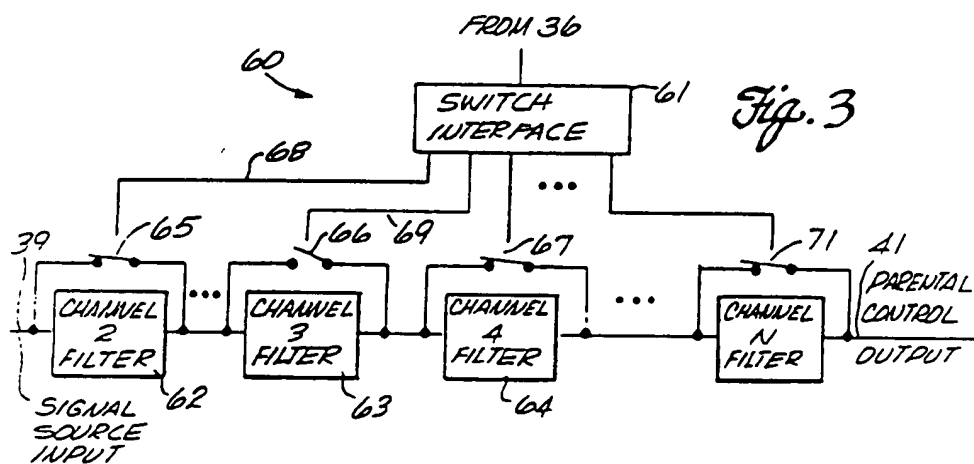 FROM 36
60
SWITCH
INTERFACE
61
Fig. 3
68
39
65
66
69
67
71
41
CHANNEL
2
FILTER
62
CHANNEL
3
FILTER
63
CHANNEL
4
FILTER
64
CHANNEL
N
FILTER
PARENTAL
CONTROL
OUTPUT
SIGNAL
SOURCE
INPUT